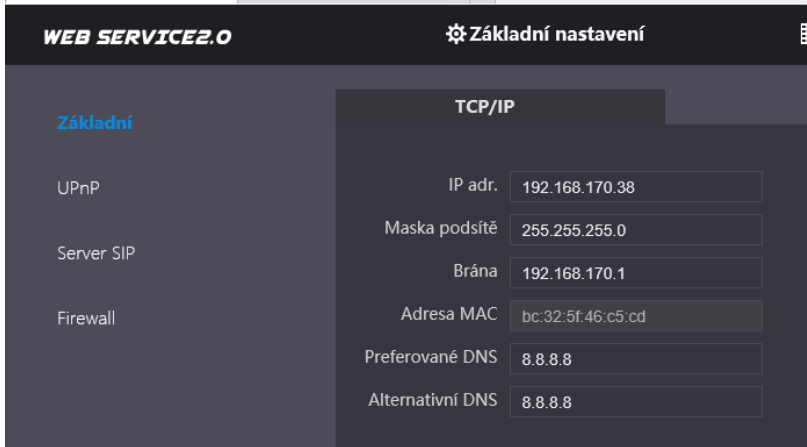 WEB SERVICE2.0
Základní nastavení
Základní
UPnP
Server SIP
Firewall
TCP/IP
IP adr. 192.168.170.38
Maska podsítě 255.255.255.0
Brána 192.168.170.1
Adresa MAC bc:32:5f:46:c5:cd
Preferované DNS 8.8.8.8
Alternativní DNS 8.8.8.8